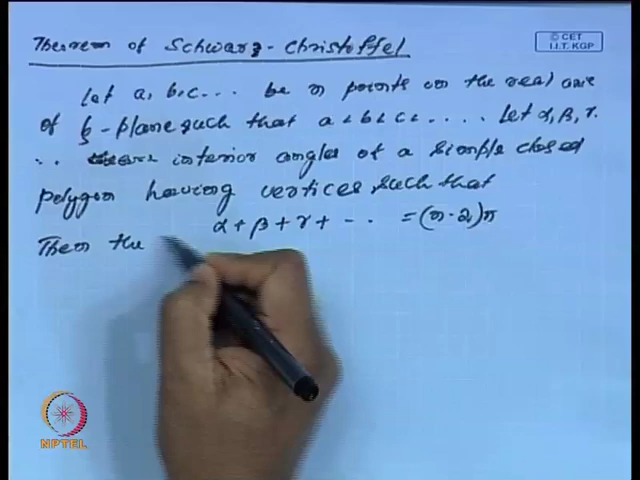 Theorem of Schwarz-Christoffel
© CET
I.I.T. KGP
Let a, b, c... be n points on the real axis
of ξ-plane such that a < b < c < .... Let α, β, γ.
.. interior angles of a simple closed
polygon having vertices such that
α + β + γ + -.. = (n-2)π
Then the
NPTEL